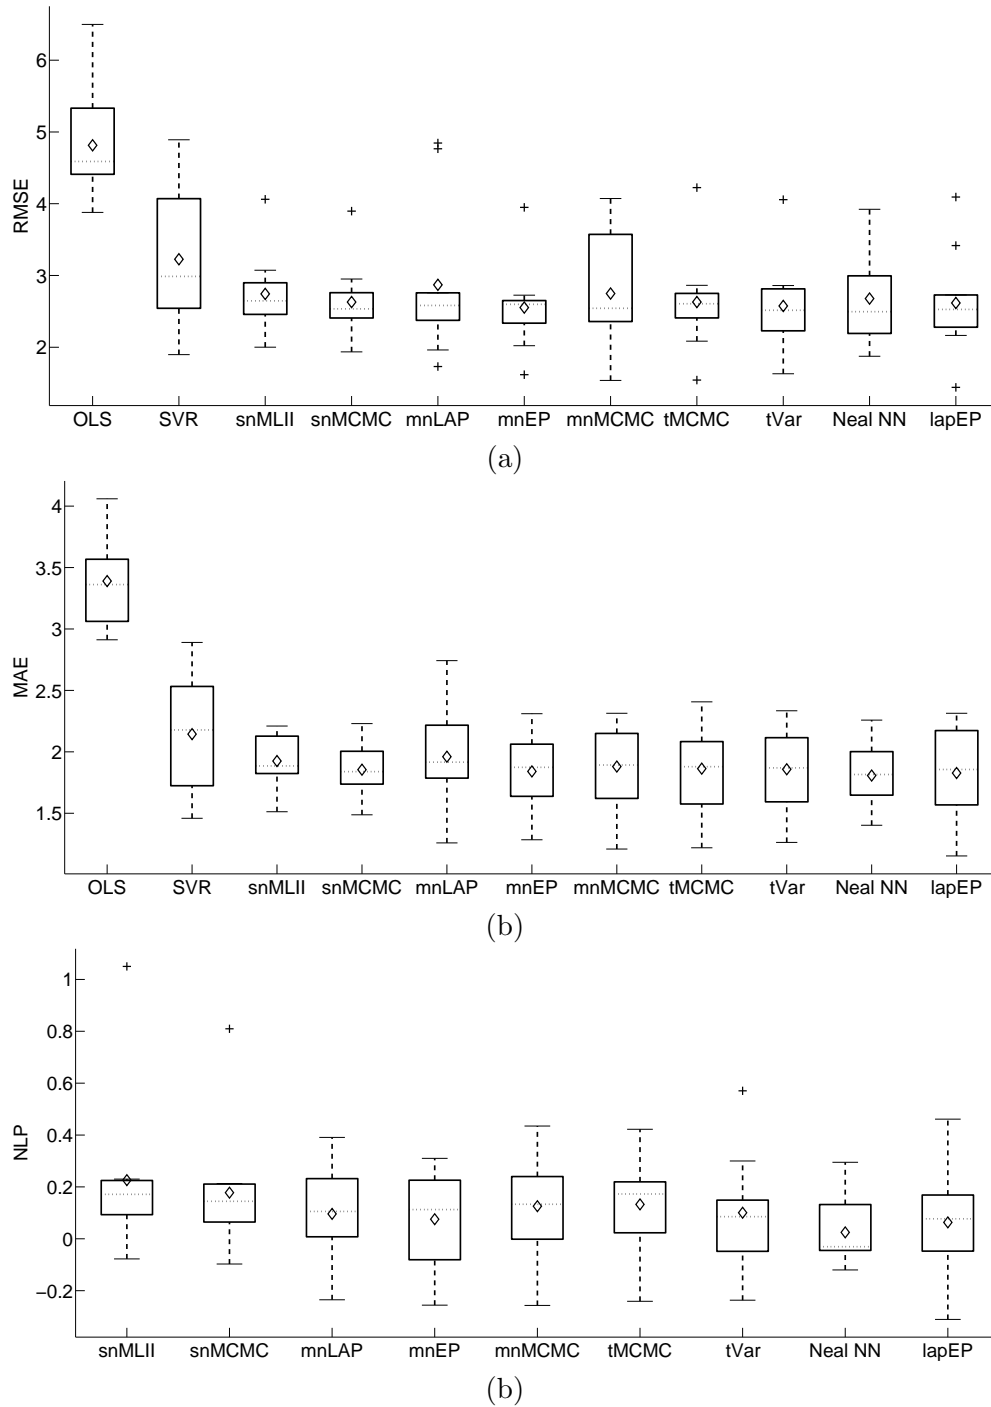 6
5
4
3
2
RMSE
OLS SVR snMLII snMCMC mnLAP mnEP mnMCMC tMCMC tVar Neal NN lapEP
(a)
4
3.5
3
2.5
2
1.5
MAE
OLS SVR snMLII snMCMC mnLAP mnEP mnMCMC tMCMC tVar Neal NN lapEP
(b)
1
0.8
0.6
0.4
0.2
0
−0.2
NLP
snMLII snMCMC mnLAP mnEP mnMCMC tMCMC tVar Neal NN lapEP
(b)